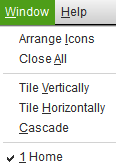 Window Help
Arrange Icons
Close All
Tile Vertically
Tile Horizontally
Cascade
1 Home